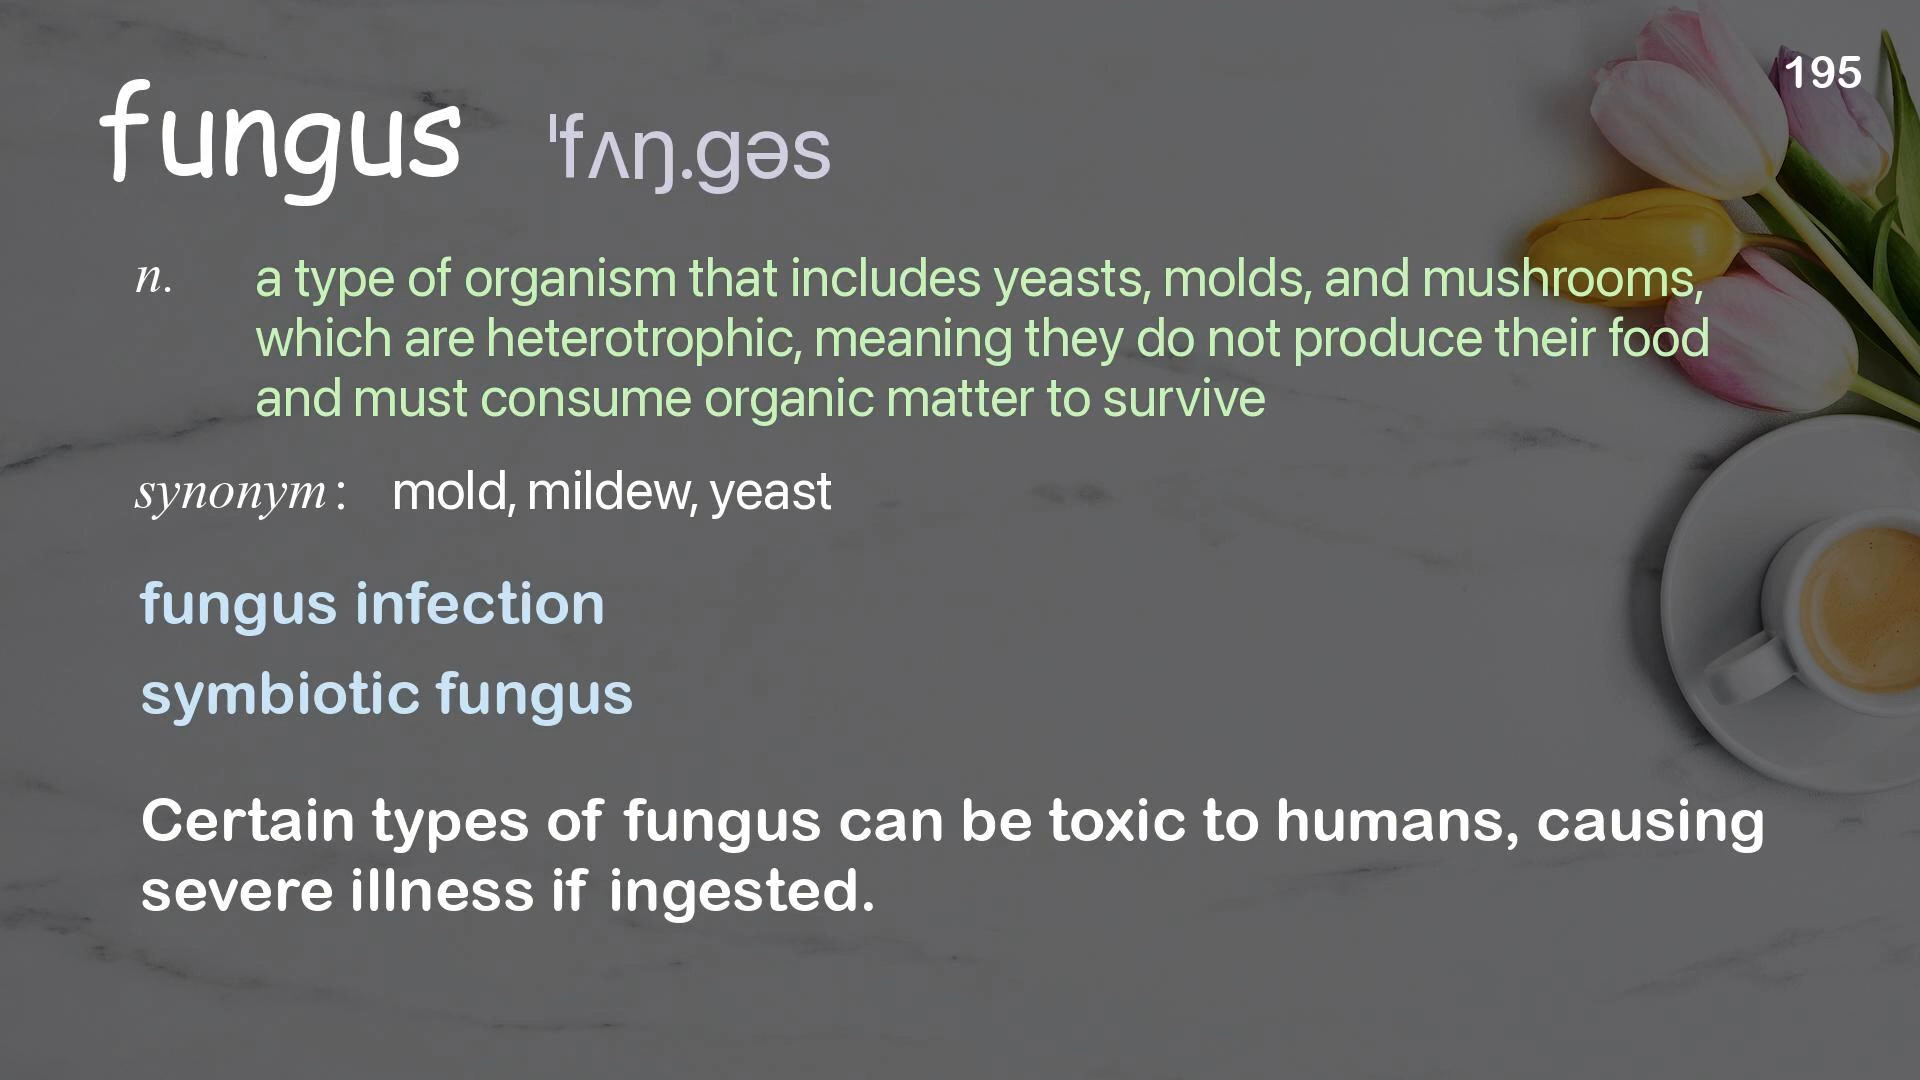 195
fungus ˈfʌŋ.gəs
n. a type of organism that includes yeasts, molds, and mushrooms,
which are heterotrophic, meaning they do not produce their food
and must consume organic matter to survive
synonym: mold, mildew, yeast
fungus infection
symbiotic fungus
Certain types of fungus can be toxic to humans, causing
severe illness if ingested.